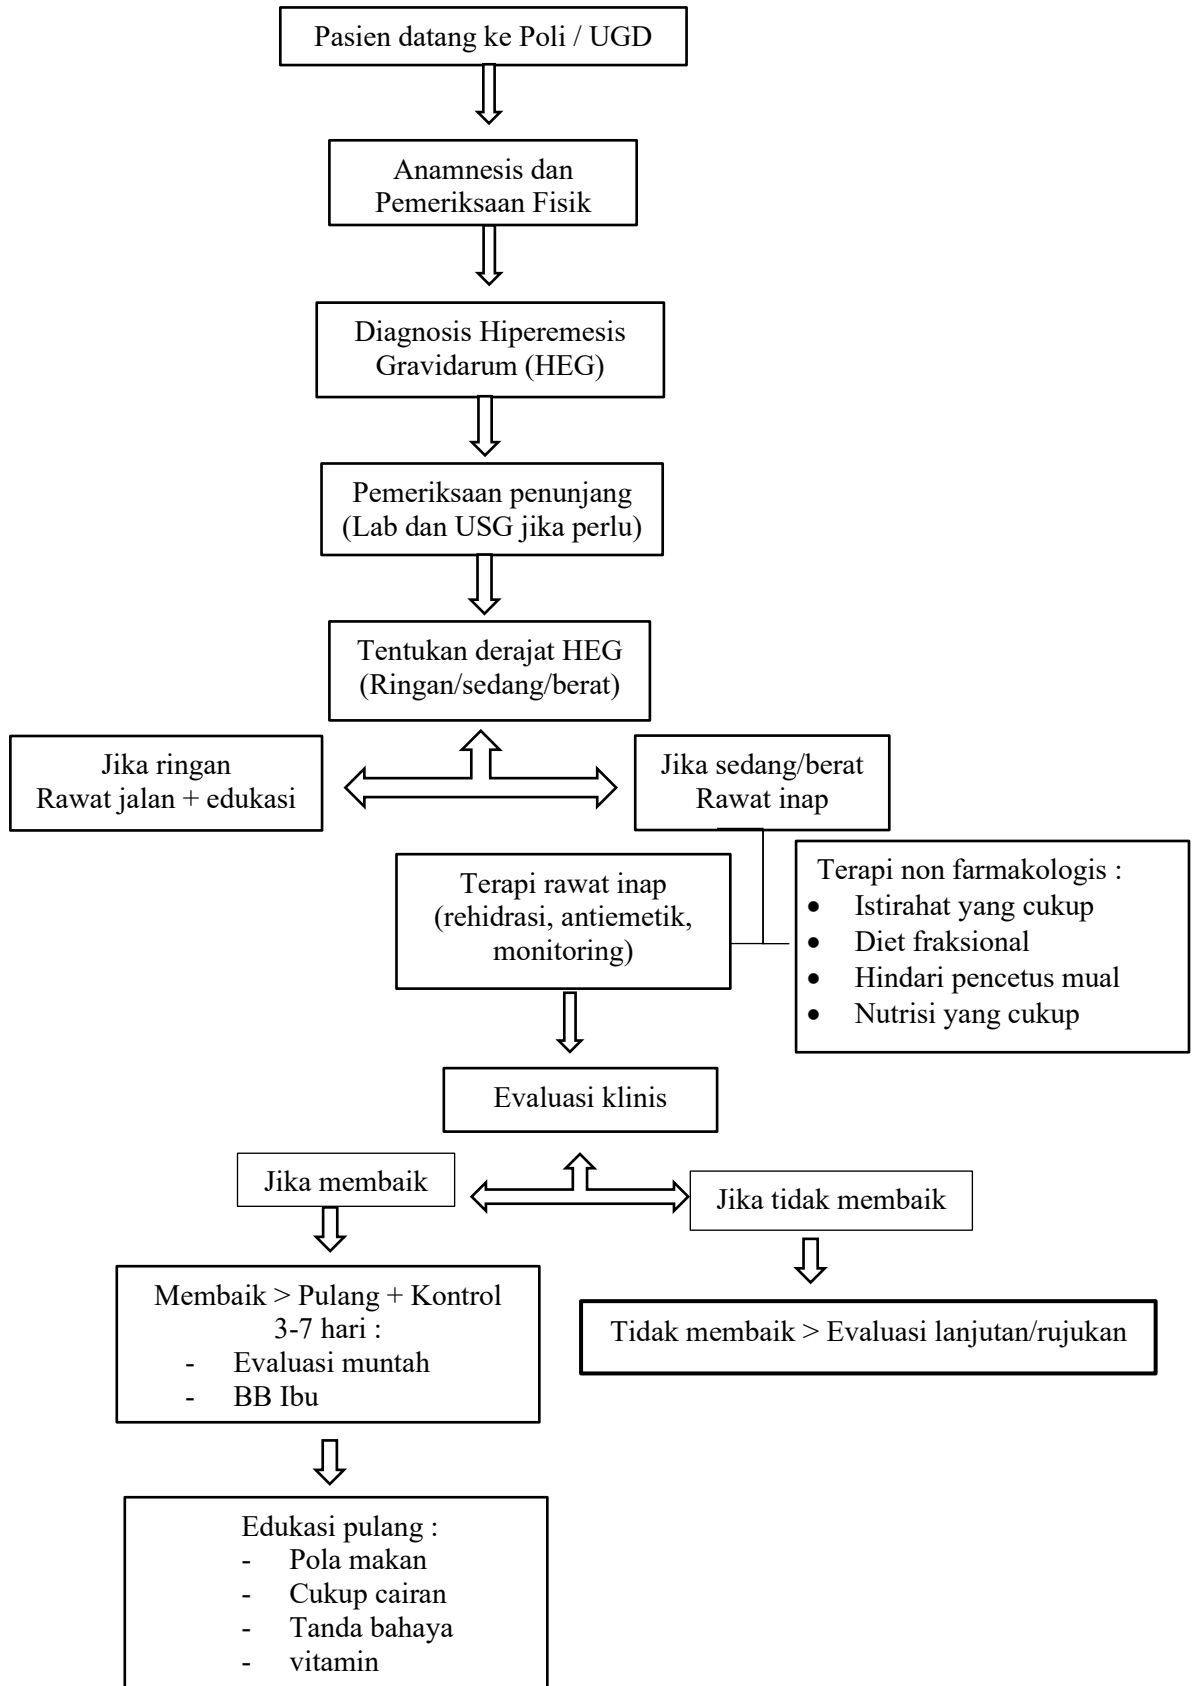 Pasien datang ke Poli / UGD
Anamnesis dan
Pemeriksaan Fisik
Diagnosis Hiperemesis
Gravidarum (HEG)
Pemeriksaan penunjang
(Lab dan USG jika perlu)
Tentukan derajat HEG
(Ringan/sedang/berat)
Jika ringan
Rawat jalan + edukasi
Jika sedang/berat
Rawat inap
Terapi rawat inap
(rehidrasi, antiemetik,
monitoring)
Terapi non farmakologis :
• Istirahat yang cukup
• Diet fraksional
• Hindari pencetus mual
• Nutrisi yang cukup
Evaluasi klinis
Jika membaik
Jika tidak membaik
Membaik > Pulang + Kontrol
3-7 hari :
- Evaluasi muntah
- BB Ibu
Tidak membaik > Evaluasi lanjutan/rujukan
Edukasi pulang :
- Pola makan
- Cukup cairan
- Tanda bahaya
- vitamin